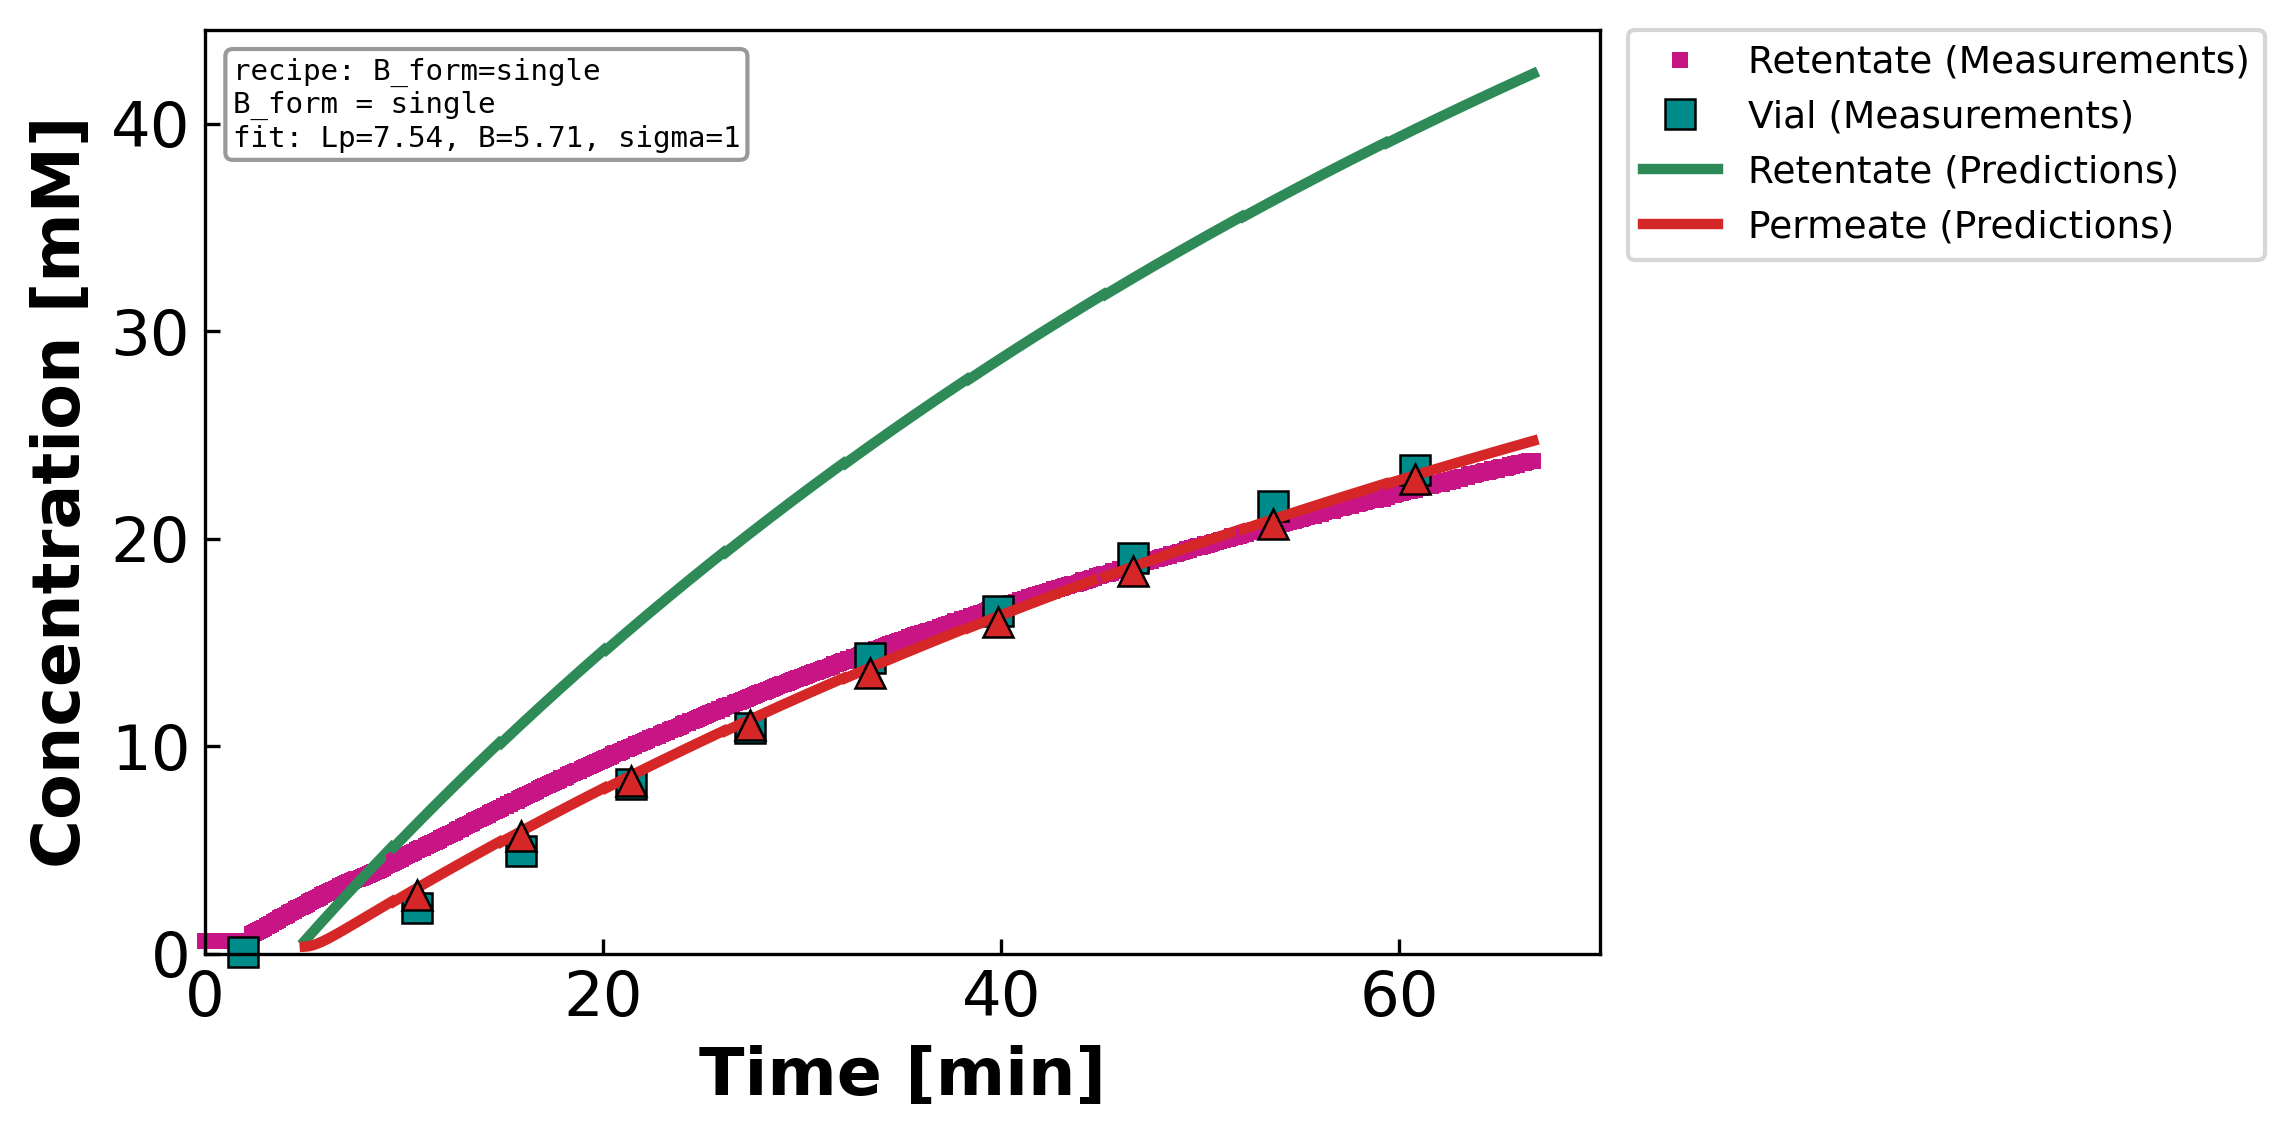 recipe: B_form=single
B_form = single
fit: Lp=7.54, B=5.71, sigma=1
Retentate (Measurements)
Vial (Measurements)
Retentate (Predictions)
Permeate (Predictions)
Concentration [mM]
40
30
20
10
0
0 20 40 60
Time [min]